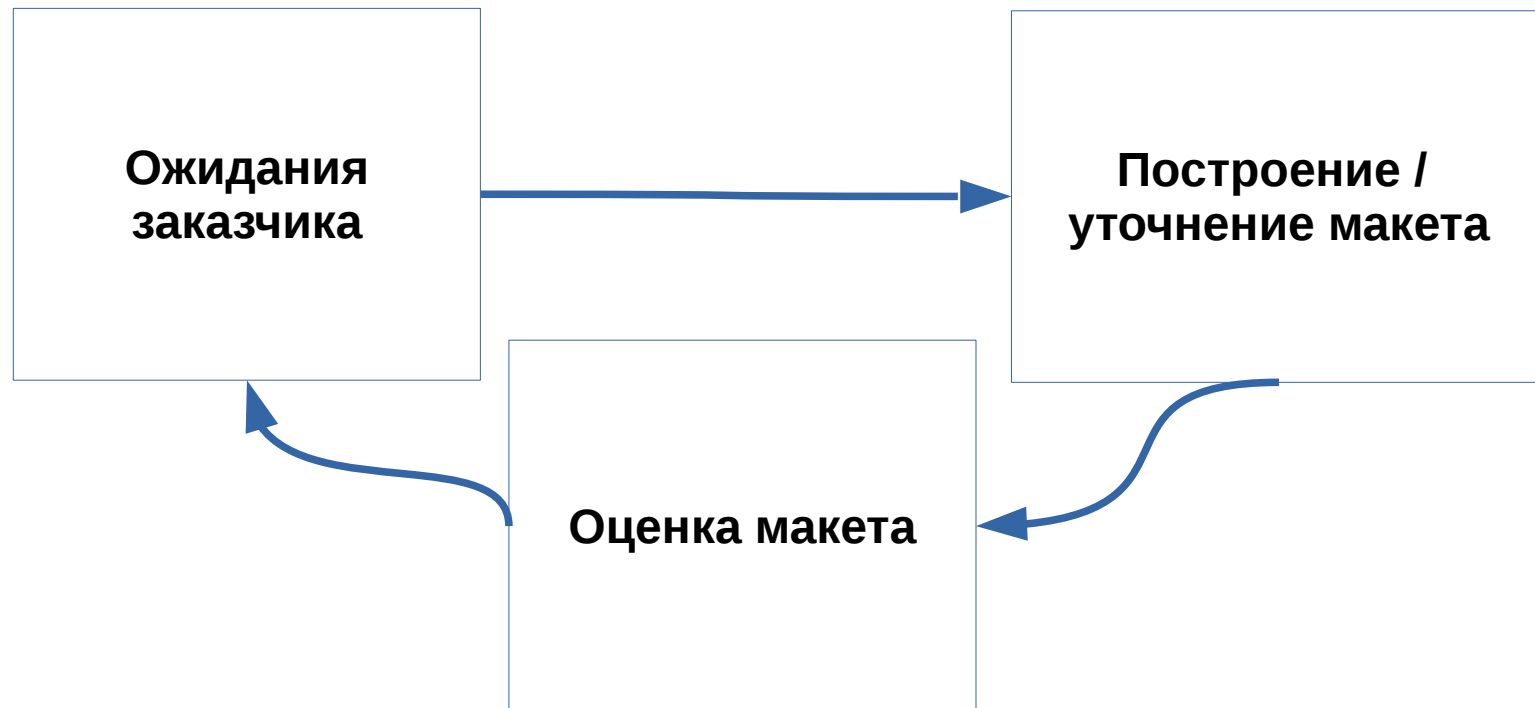 Ожидания
заказчика
Построение /
уточнение макета
Оценка макета